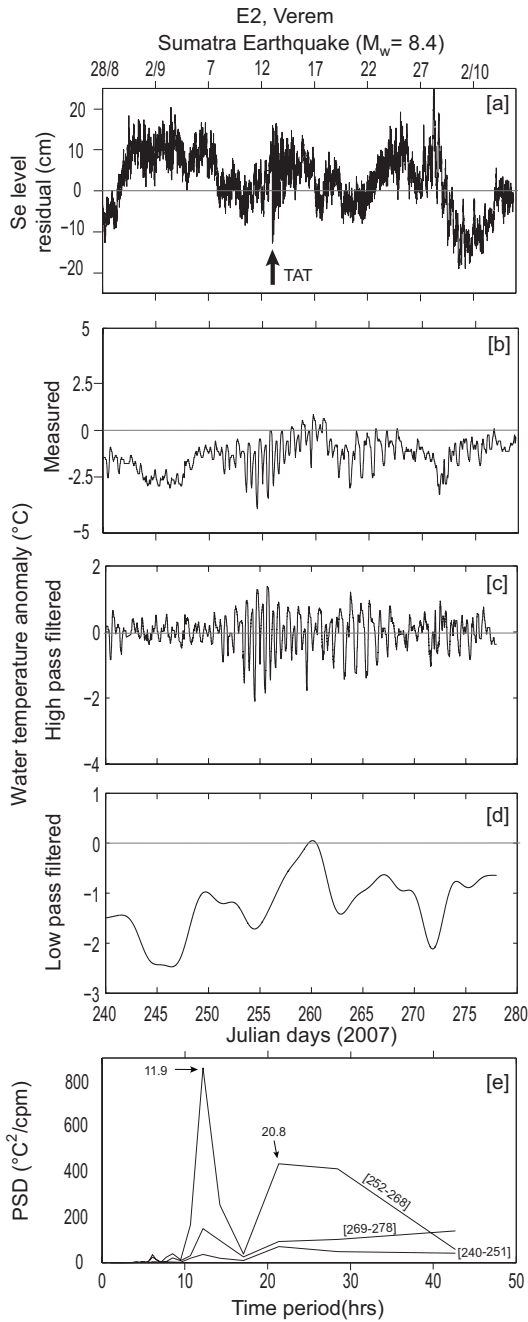 E2, Verem
Sumatra Earthquake (Mw= 8.4)
28/8 2/9 7 12 17 22 27 2/10
[a]
Se level
residual (cm)
20
10
0
−10
−20
TAT
[b]
Measured
5
2.5
0
−2.5
−5
Water temperature anomaly (°C)
[c]
High pass filtered
2
0
−2
−4
[d]
Low pass filtered
1
0
−1
−2
−3
240 245 250 255 260 265 270 275 280
Julian days (2007)
[e]
PSD (°C²/cpm)
800
600
400
200
0
11.9
20.8
[252-268]
[269-278]
[240-251]
0 10 20 30 40 50
Time period(hrs)